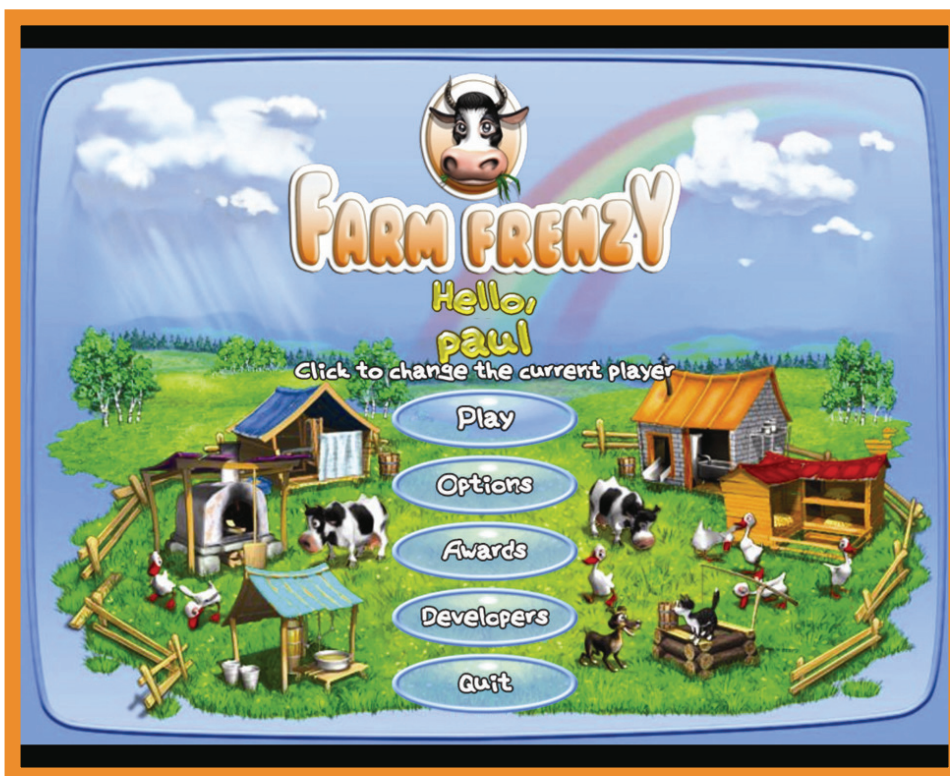 FARM FRENZY
Hello,
paul
Click to change the current player
Play
Options
Awards
Developers
Quit